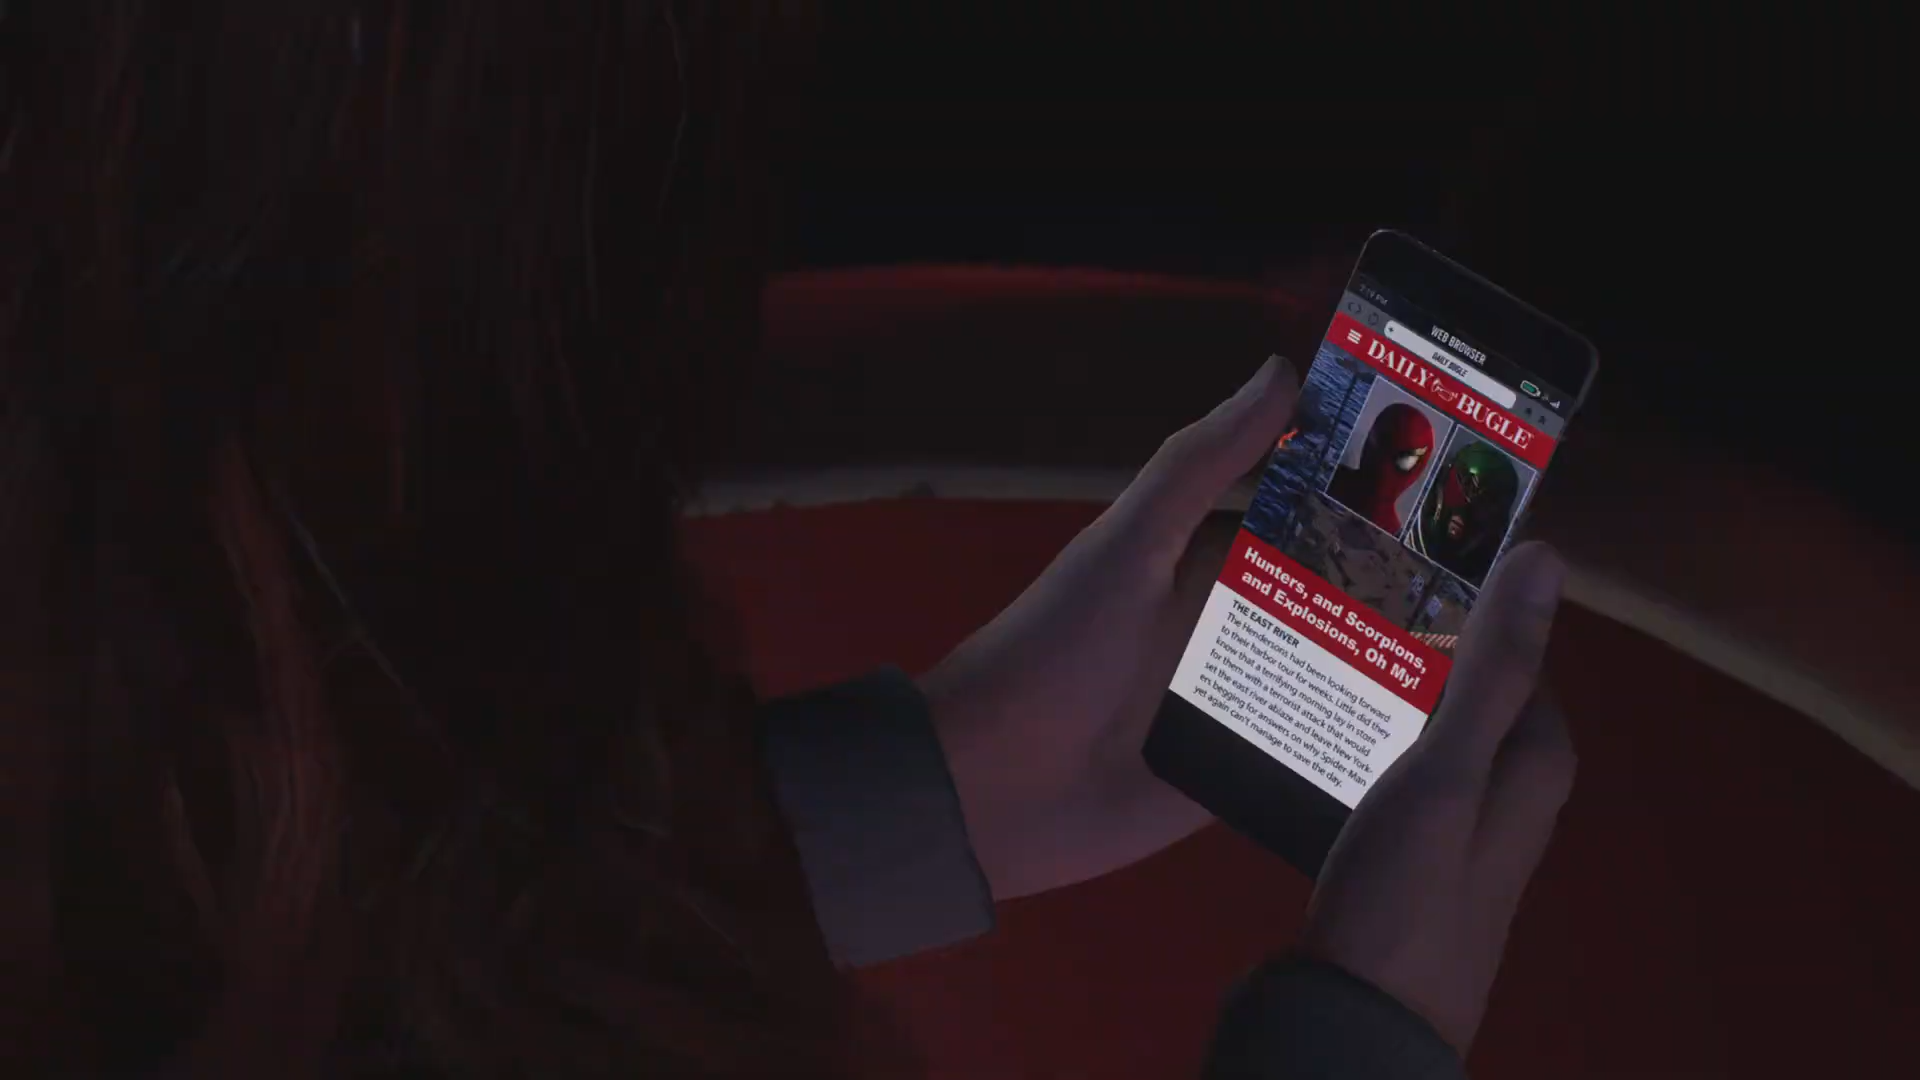 WEB BROWSER
DAILY BUGLE
DAILY BUGLE
Hunters, and Scorpions,
and Explosions, Oh My!
THE EAST RIVER
The Hendersons had been looking forward
to their harbor tour for weeks. Little did they
know that a terrifying morning lay in store
for them with a terrorist attack that would
set the east river ablaze and leave New York-
ers begging for answers on why Spider-Man
yet again can't manage to save the day.